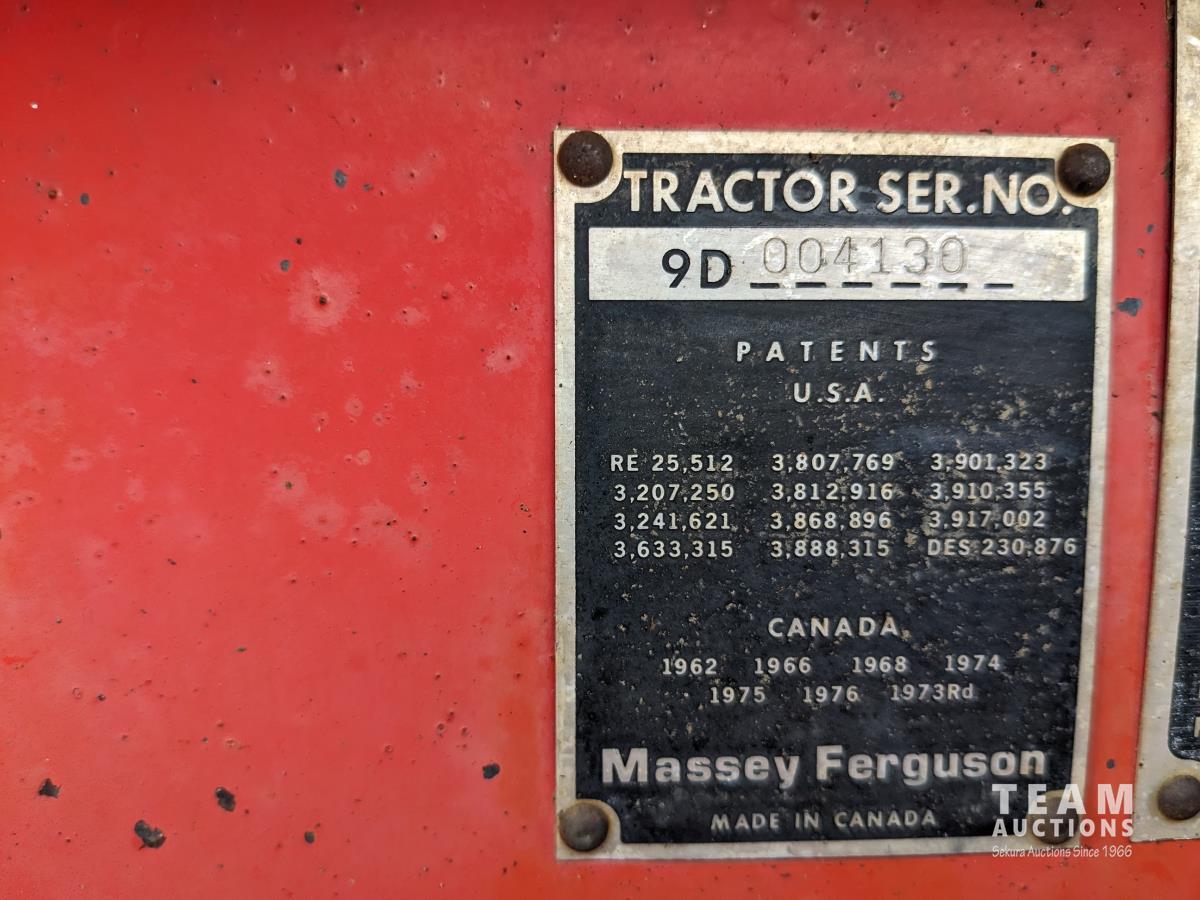 TRACTOR SER.NO.
9D 004130
PATENTS
U.S.A.
RE 25,512 3,807,769 3,901,323
3,207,250 3,812,916 3,910,355
3,241,621 3,868,896 3,917,002
3,633,315 3,888,315 DES.230,876
CANADA
1962 1966 1968 1974
1975 1976 1973Rd
Massey Ferguson
MADE IN CANADA
TEAM
AUCTIONS
Sekura Auctions Since 1966